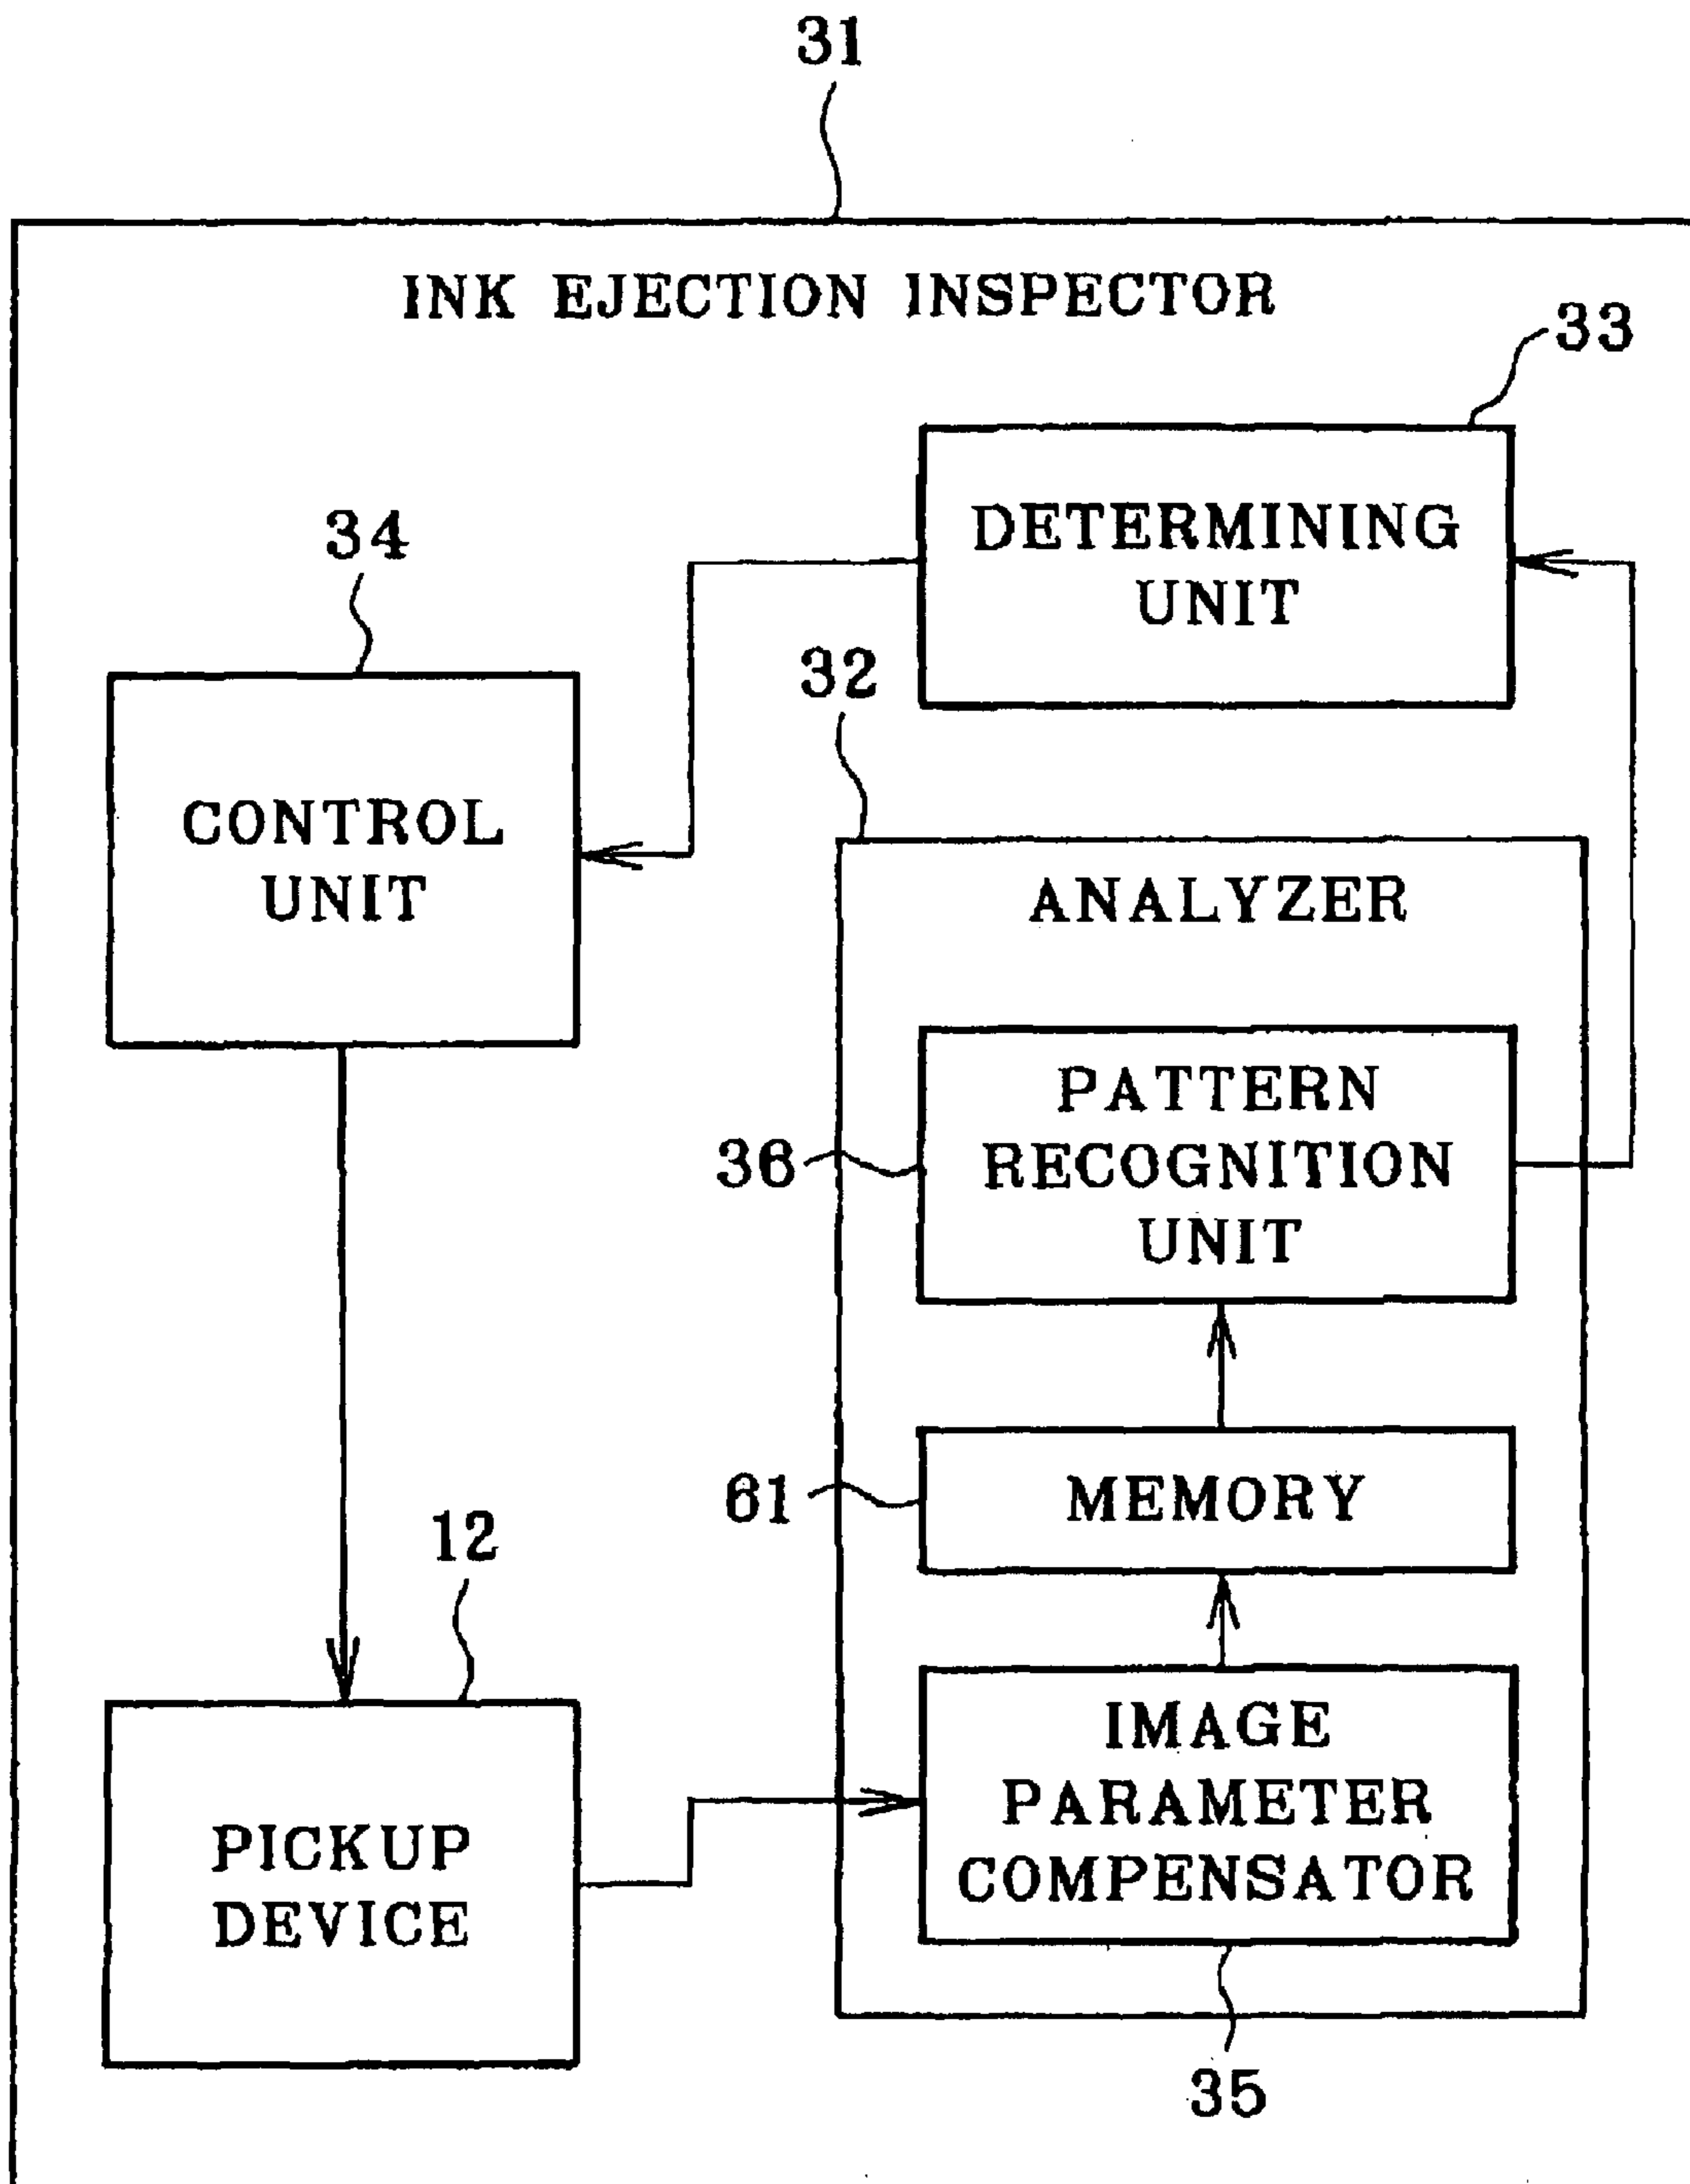 31
INK EJECTION INSPECTOR
33
DETERMINING
UNIT
34
32
CONTROL
UNIT
ANALYZER
PATTERN
RECOGNITION
UNIT
36
61
MEMORY
12
IMAGE
PARAMETER
COMPENSATOR
PICKUP
DEVICE
35